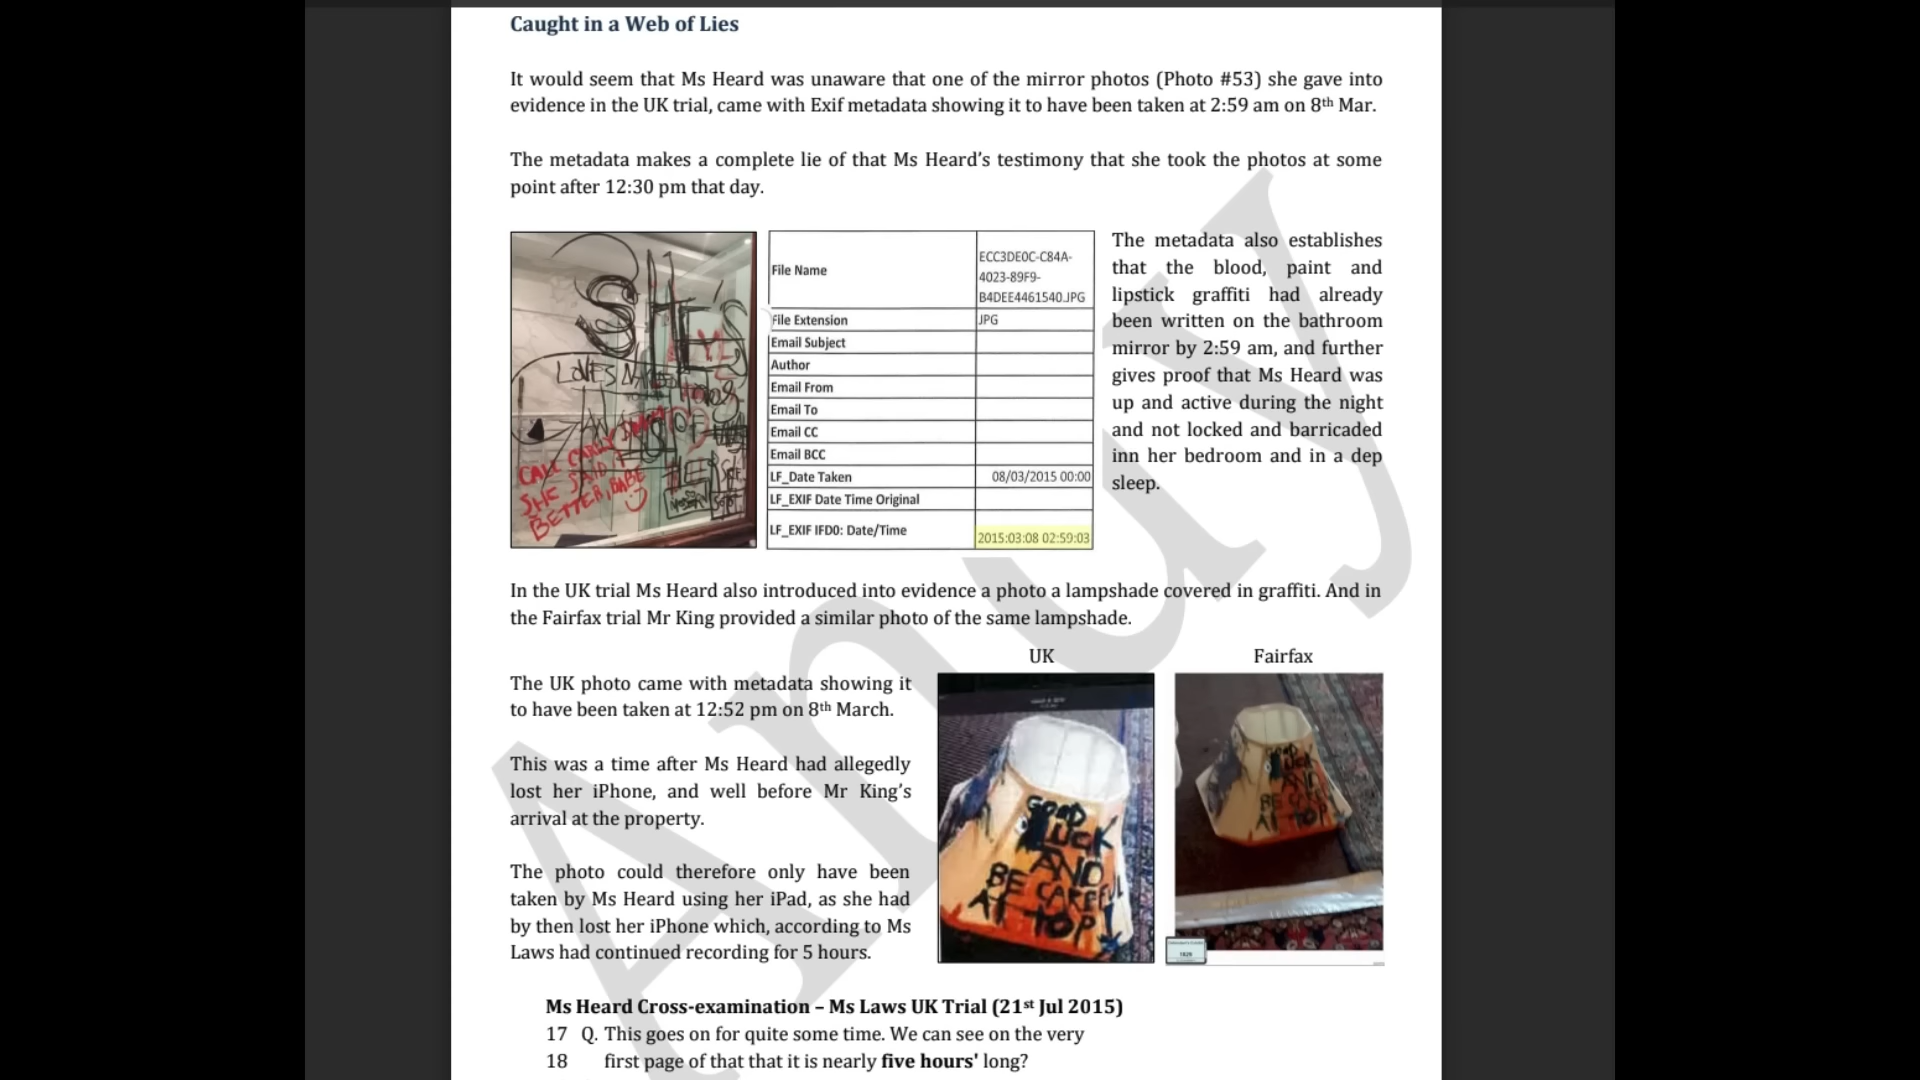 Caught in a Web of Lies
It would seem that Ms Heard was unaware that one of the mirror photos (Photo #53) she gave into
evidence in the UK trial, came with Exif metadata showing it to have been taken at 2:59 am on 8th Mar.
The metadata makes a complete lie of that Ms Heard's testimony that she took the photos at some
point after 12:30 pm that day.
SHE'S
LOVES
CALL CARLY
SHE SAID
BETTER, BABE
File Name
ECC3DE0C-C84A-
4023-89F9-
B4DEE4461540.JPG
File Extension
JPG
Email Subject
Author
Email From
Email To
Email CC
Email BCC
LF_Date Taken
08/03/2015 00:00
LF_EXIF Date Time Original
LF_EXIF IFD0: Date/Time
2015:03:08 02:59:03
The metadata also establishes
that the blood, paint and
lipstick graffiti had already
been written on the bathroom
mirror by 2:59 am, and further
gives proof that Ms Heard was
up and active during the night
and not locked and barricaded
inn her bedroom and in a dep
sleep.
In the UK trial Ms Heard also introduced into evidence a photo a lampshade covered in graffiti. And in
the Fairfax trial Mr King provided a similar photo of the same lampshade.
The UK photo came with metadata showing it
to have been taken at 12:52 pm on 8th March.
This was a time after Ms Heard had allegedly
lost her iPhone, and well before Mr King's
arrival at the property.
The photo could therefore only have been
taken by Ms Heard using her iPad, as she had
by then lost her iPhone which, according to Ms
Laws had continued recording for 5 hours.
UK
GOOD
LUCK
AND
BE CAREFUL
AT TOP
Fairfax
GOOD
LUCK
AND
BE
AT TOP
1829
Ms Heard Cross-examination – Ms Laws UK Trial (21st Jul 2015)
17 Q. This goes on for quite some time. We can see on the very
18 first page of that that it is nearly five hours' long?